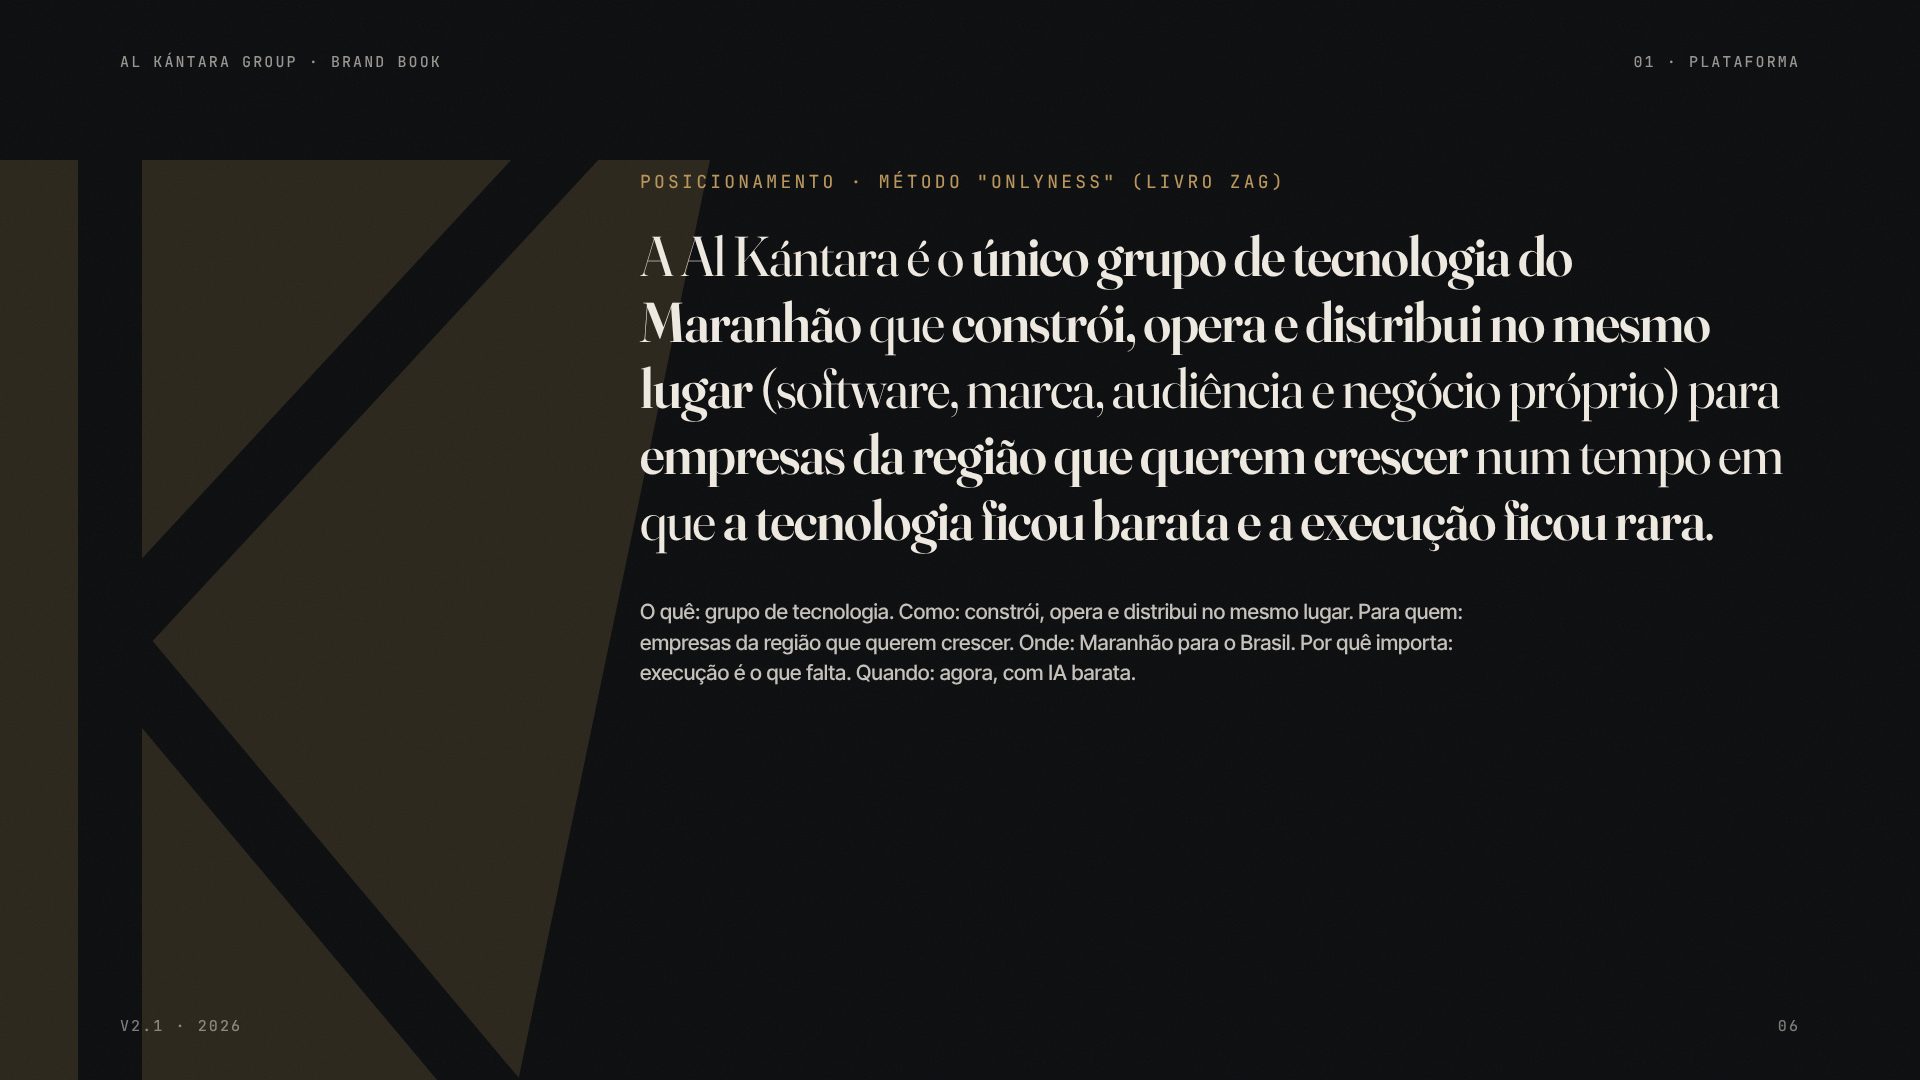 AL KÁNTARA GROUP · BRAND BOOK
01 · PLATAFORMA
POSICIONAMENTO · MÉTODO "ONLYNESS" (LIVRO ZAG)
A Al Kántara é o único grupo de tecnologia do
Maranhão que constrói, opera e distribui no mesmo
lugar (software, marca, audiência e negócio próprio) para
empresas da região que querem crescer num tempo em
que a tecnologia ficou barata e a execução ficou rara.
O quê: grupo de tecnologia. Como: constrói, opera e distribui no mesmo lugar. Para quem:
empresas da região que querem crescer. Onde: Maranhão para o Brasil. Por quê importa:
execução é o que falta. Quando: agora, com IA barata.
V2.1 · 2026
06